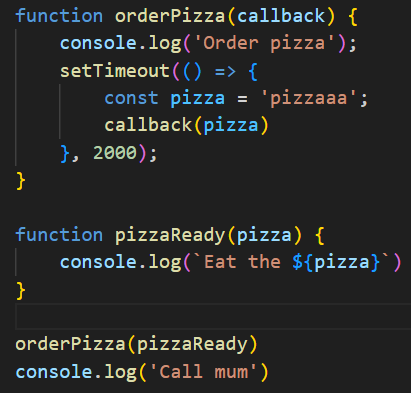 function orderPizza(callback) {
    console.log('Order pizza');
    setTimeout(() => {
        const pizza = 'pizzaaa';
        callback(pizza)
    }, 2000);
}

function pizzaReady(pizza) {
    console.log(`Eat the ${pizza}`)
}

orderPizza(pizzaReady)
console.log('Call mum')